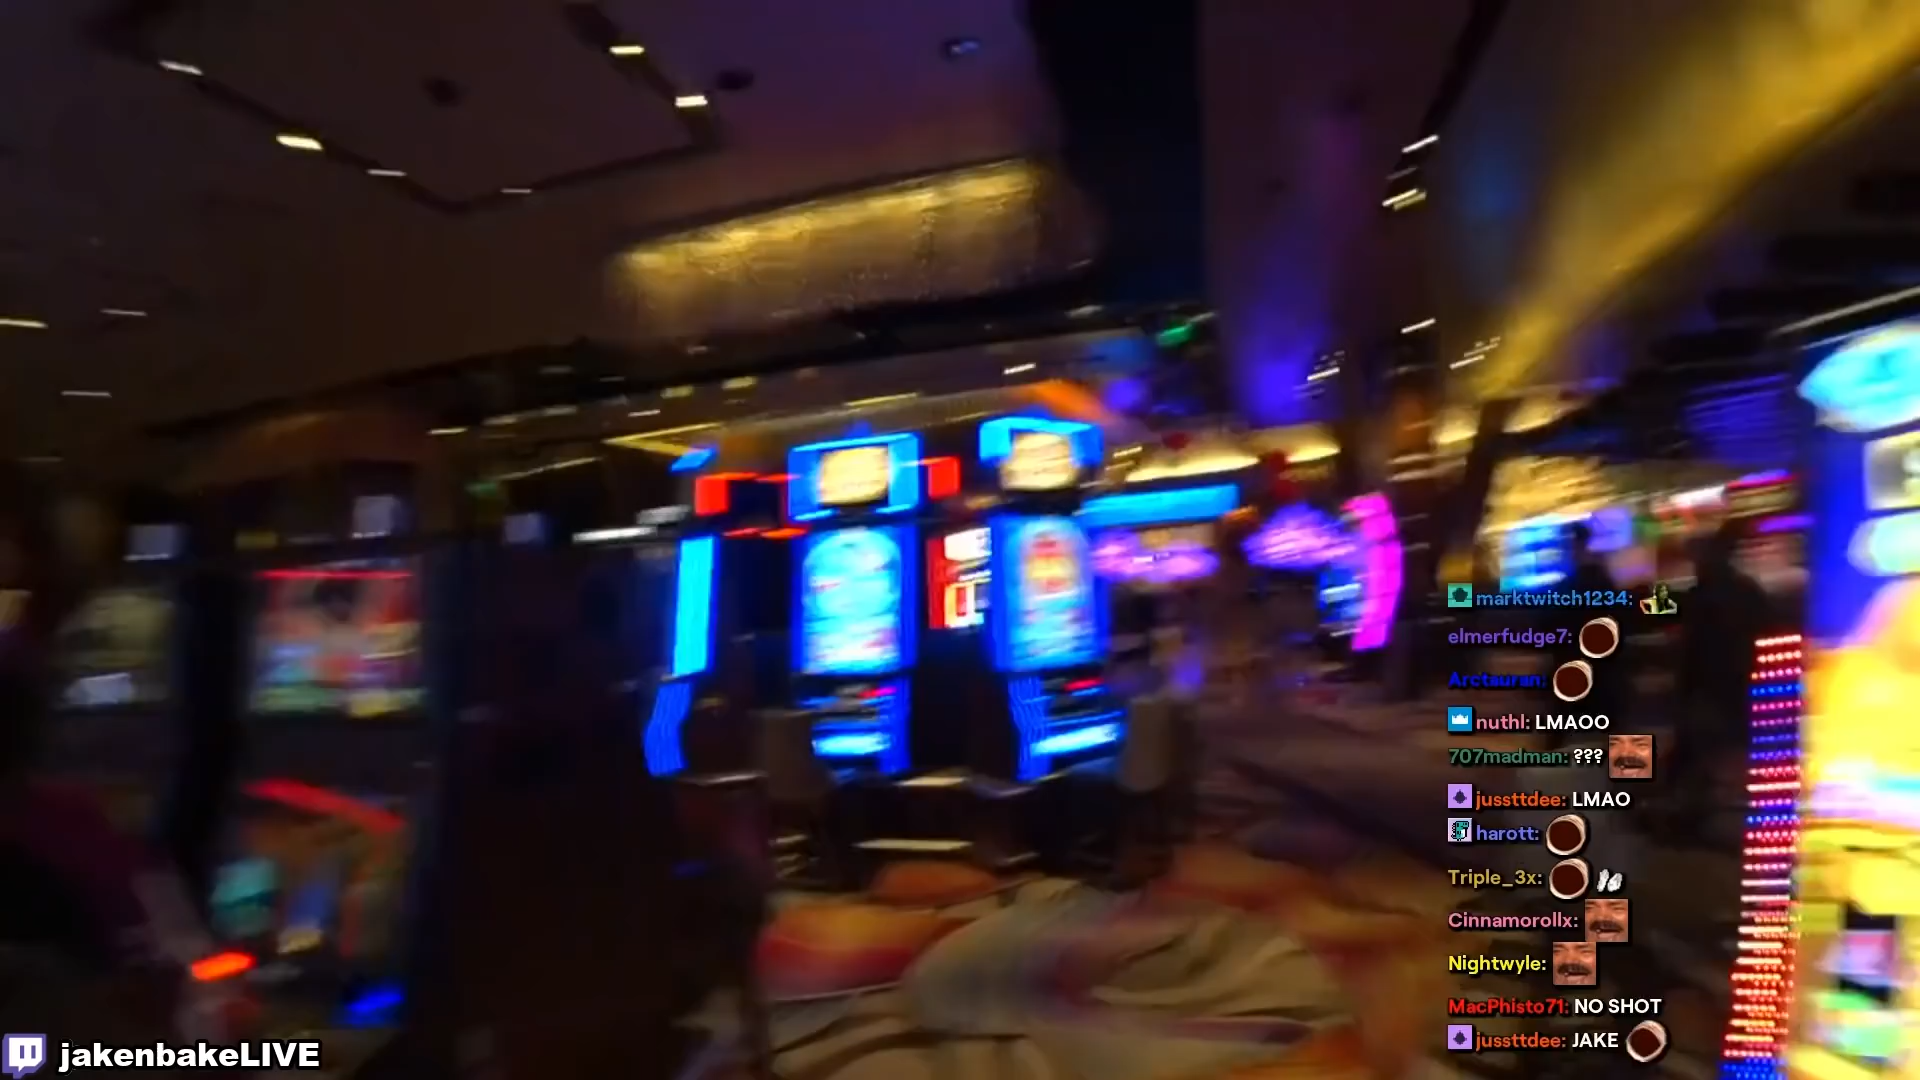 marktwitch1234:
elmerfudge7:
Arctauran:
nuthl: LMAOO
707madman: ???
jussttdee: LMAO
harott:
Triple_3x:
Cinnamorollx:
Nightwyle:
MacPhisto71: NO SHOT
jussttdee: JAKE
jakenbakeLIVE